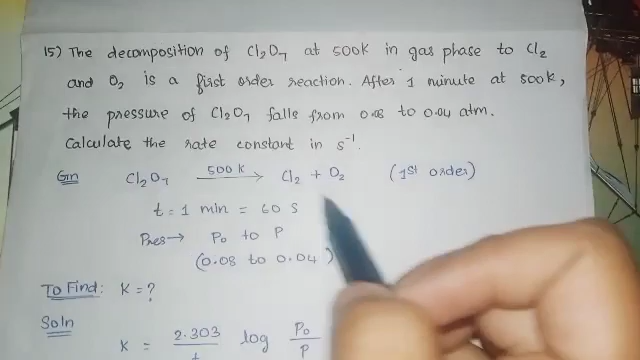 15) The decomposition of Cl₂O₇ at 500K in gas phase to Cl₂
and O₂ is a first order reaction. After 1 minute at 500K,
the pressure of Cl₂O₇ falls from 0.08 to 0.04 atm.
Calculate the rate constant in s⁻¹.
Gn Cl₂O₇ 500K → Cl₂ + O₂ (1st order)
t = 1 min = 60 S
Pres→ P₀ to P
(0.08 to 0.04)
To Find: K = ?
Soln
K = 2.303/t log P₀/P